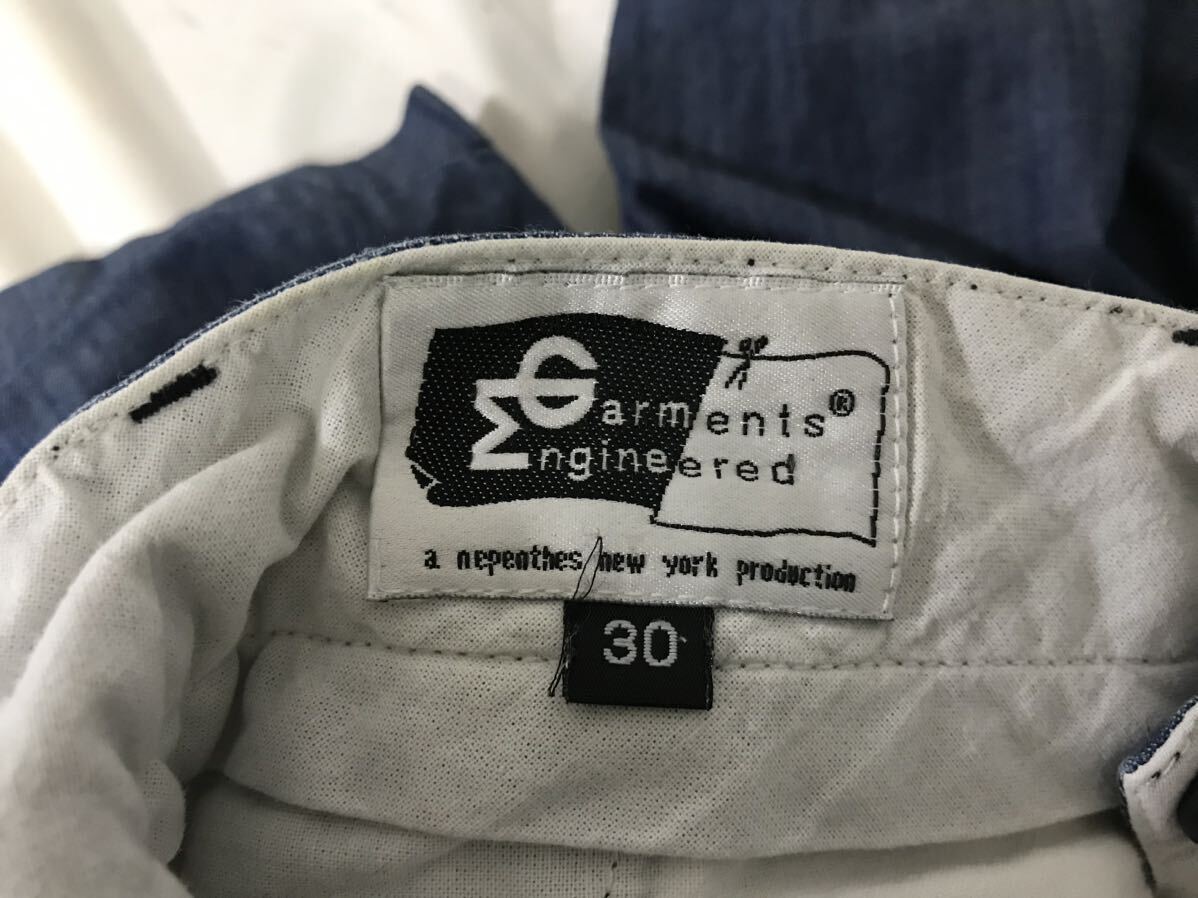 Garments®
Engineered
a nepenthes new york production
30